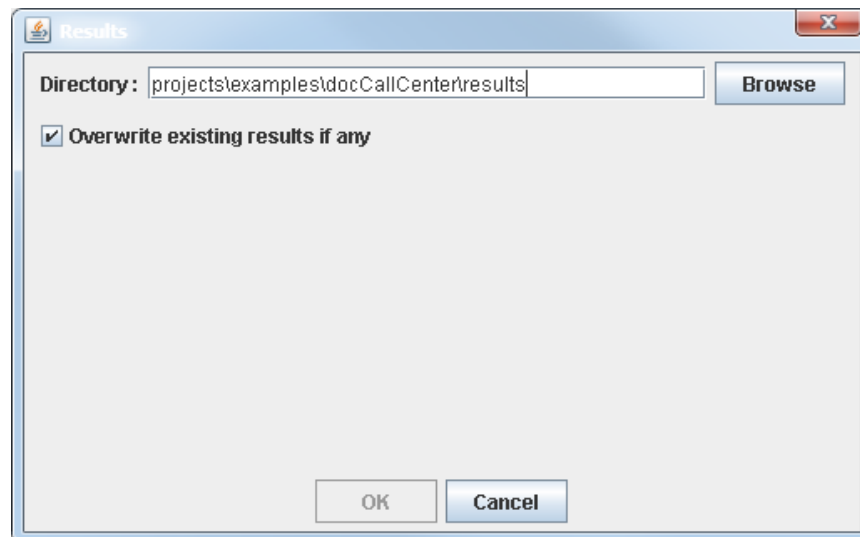 Results
Directory: projects\examples\docCallCenter\results Browse
Overwrite existing results if any
OK Cancel